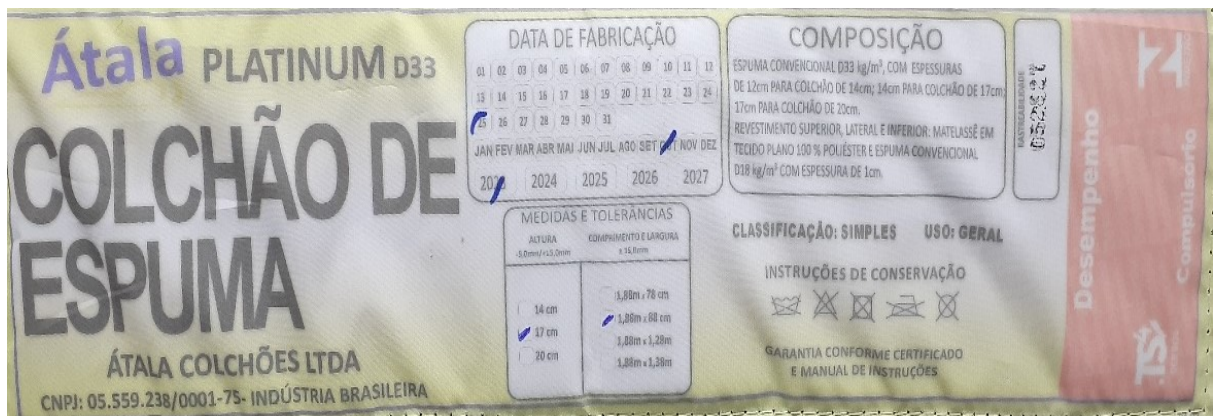 Átala PLATINUM D33
COLCHÃO DE
ESPUMA
ÁTALA COLCHÕES LTDA
CNPJ: 05.559.238/0001-75- INDÚSTRIA BRASILEIRA
DATA DE FABRICAÇÃO
01 02 03 04 05 06 07 08 09 10 11 12
13 14 15 16 17 18 19 20 21 22 23 24
25 26 27 28 29 30 31
JAN FEV MAR ABR MAI JUN JUL AGO SET OUT NOV DEZ
2023 2024 2025 2026 2027
MEDIDAS E TOLERÂNCIAS
ALTURA
-5,0mm/+15,0mm
COMPRIMENTO E LARGURA
± 15,0mm
14 cm
17 cm
20 cm
1,88m x 78 cm
1,88m x 88 cm
1,88m x 1,28m
1,88m x 1,38m
COMPOSIÇÃO
ESPUMA CONVENCIONAL D33 kg/m³, COM ESPESSURAS
DE 12cm PARA COLCHÃO DE 14cm; 14cm PARA COLCHÃO DE 17cm;
17cm PARA COLCHÃO DE 20cm.
REVESTIMENTO SUPERIOR, LATERAL E INFERIOR: MATELASSÊ EM
TECIDO PLANO 100 % POLIÉSTER E ESPUMA CONVENCIONAL
D18 kg/m³ COM ESPESSURA DE 1cm.
CLASSIFICAÇÃO: SIMPLES USO: GERAL
INSTRUÇÕES DE CONSERVAÇÃO
GARANTIA CONFORME CERTIFICADO
E MANUAL DE INSTRUÇÕES
RASTREABILIDADE
Desempenho
Compulsório